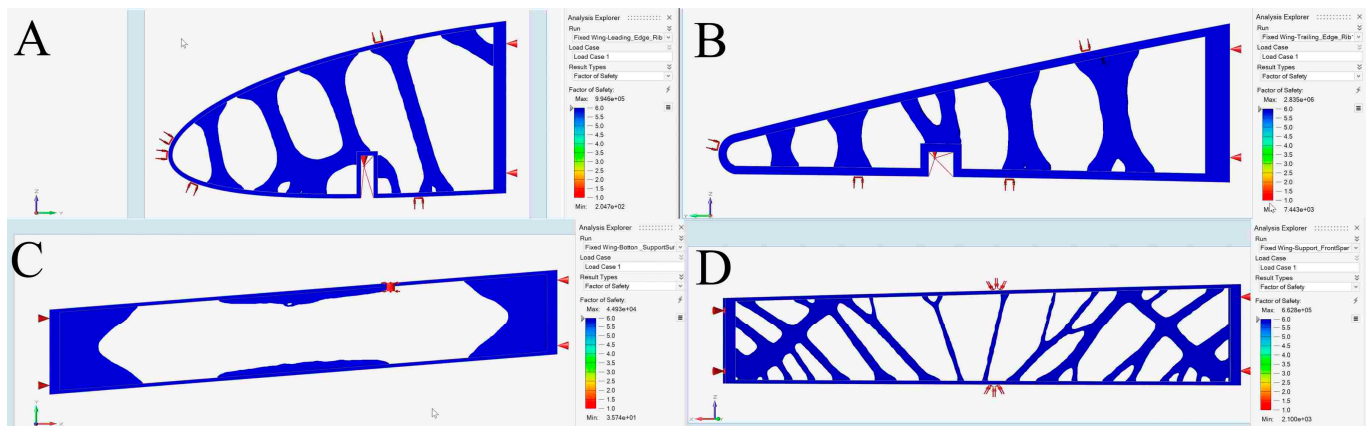 A
Analysis Explorer
Run
Fixed Wing-Leading_Edge_Rib
Load Case
Load Case 1
Result Types
Factor of Safety
Factor of Safety:
Max: 9.946e+05
6.0
5.5
5.0
4.5
4.0
3.5
3.0
2.5
2.0
1.5
1.0
Min: 2.047e+02
Z
Y
B
Analysis Explorer
Run
Fixed Wing-Trailing_Edge_Rib
Load Case
Load Case 1
Result Types
Factor of Safety
Factor of Safety:
Max: 2.835e+06
6.0
5.5
5.0
4.5
4.0
3.5
3.0
2.5
2.0
1.5
1.0
7.443e+03
Z
Y
C
Analysis Explorer
Run
Fixed Wing-Botton _SupportSur
Load Case
Load Case 1
Result Types
Factor of Safety
Factor of Safety:
Max: 4.493e+04
6.0
5.5
5.0
4.5
4.0
3.5
3.0
2.5
2.0
1.5
1.0
Min: 3.574e+01
Y
X
D
Analysis Explorer
Run
Fixed Wing-Support_FrontSpar
Load Case
Load Case 1
Result Types
Factor of Safety
Factor of Safety:
Max: 6.628e+05
6.0
5.5
5.0
4.5
4.0
3.5
3.0
2.5
2.0
1.5
1.0
Min: 2.100e+03
Z
X